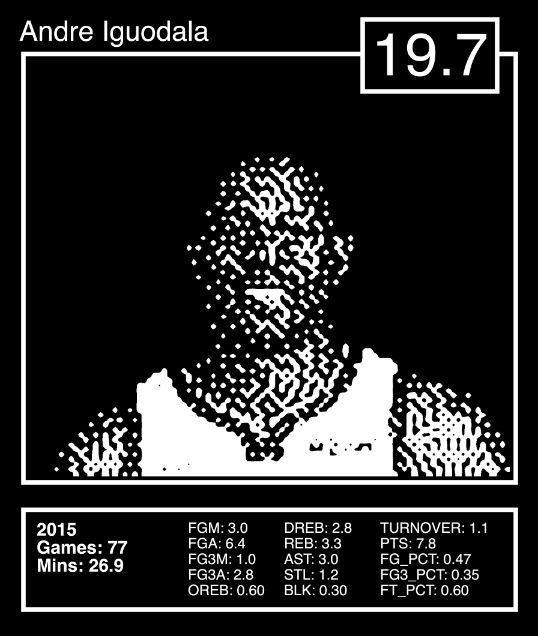 Andre Iguodala
19.7
2015
Games: 77
Mins: 26.9
FGM: 3.0
FGA: 6.4
FG3M: 1.0
FG3A: 2.8
OREB: 0.60
DREB: 2.8
REB: 3.3
AST: 3.0
STL: 1.2
BLK: 0.30
TURNOVER: 1.1
PTS: 7.8
FG_PCT: 0.47
FG3_PCT: 0.35
FT_PCT: 0.60